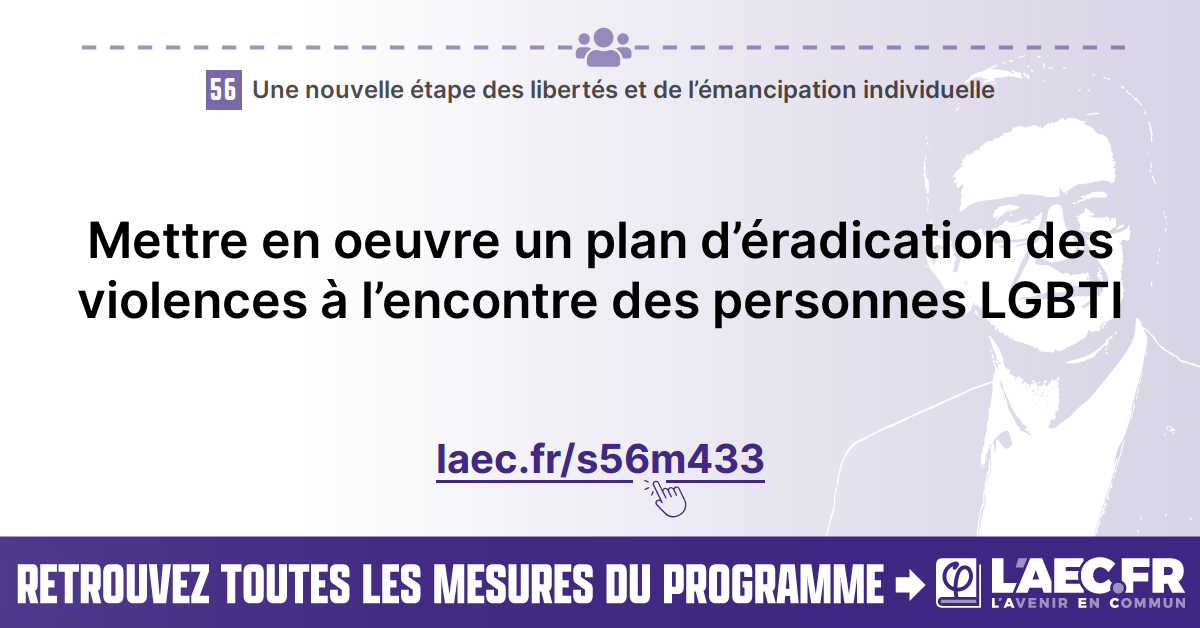 56 Une nouvelle étape des libertés et de l’émancipation individuelle
Mettre en oeuvre un plan d’éradication des
violences à l’encontre des personnes LGBTI
laec.fr/s56m433
RETROUVEZ TOUTES LES MESURES DU PROGRAMME
L'AEC.FR
L'AVENIR EN COMMUN